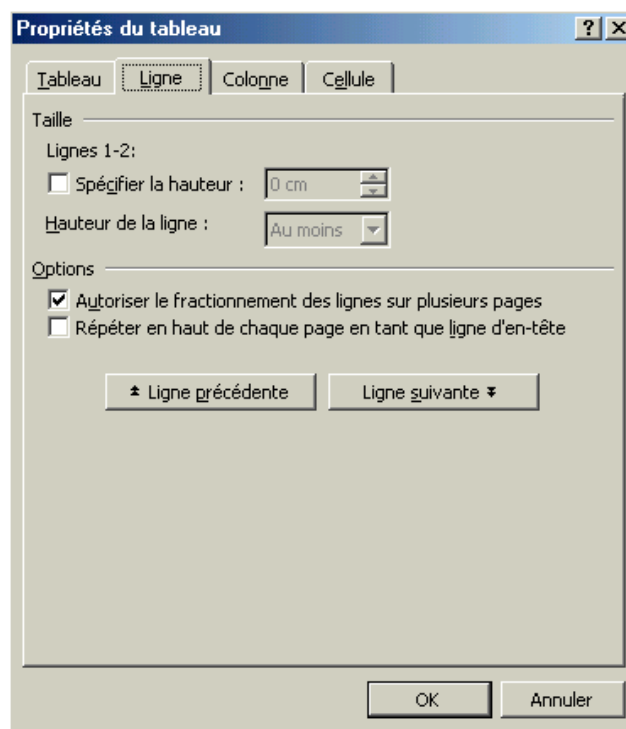 Propriétés du tableau
Tableau Ligne Colonne Cellule
Taille
Lignes 1-2:
Spécifier la hauteur : 0 cm
Hauteur de la ligne : Au moins
Options
Autoriser le fractionnement des lignes sur plusieurs pages
Répéter en haut de chaque page en tant que ligne d'en-tête
Ligne précédente Ligne suivante
OK Annuler